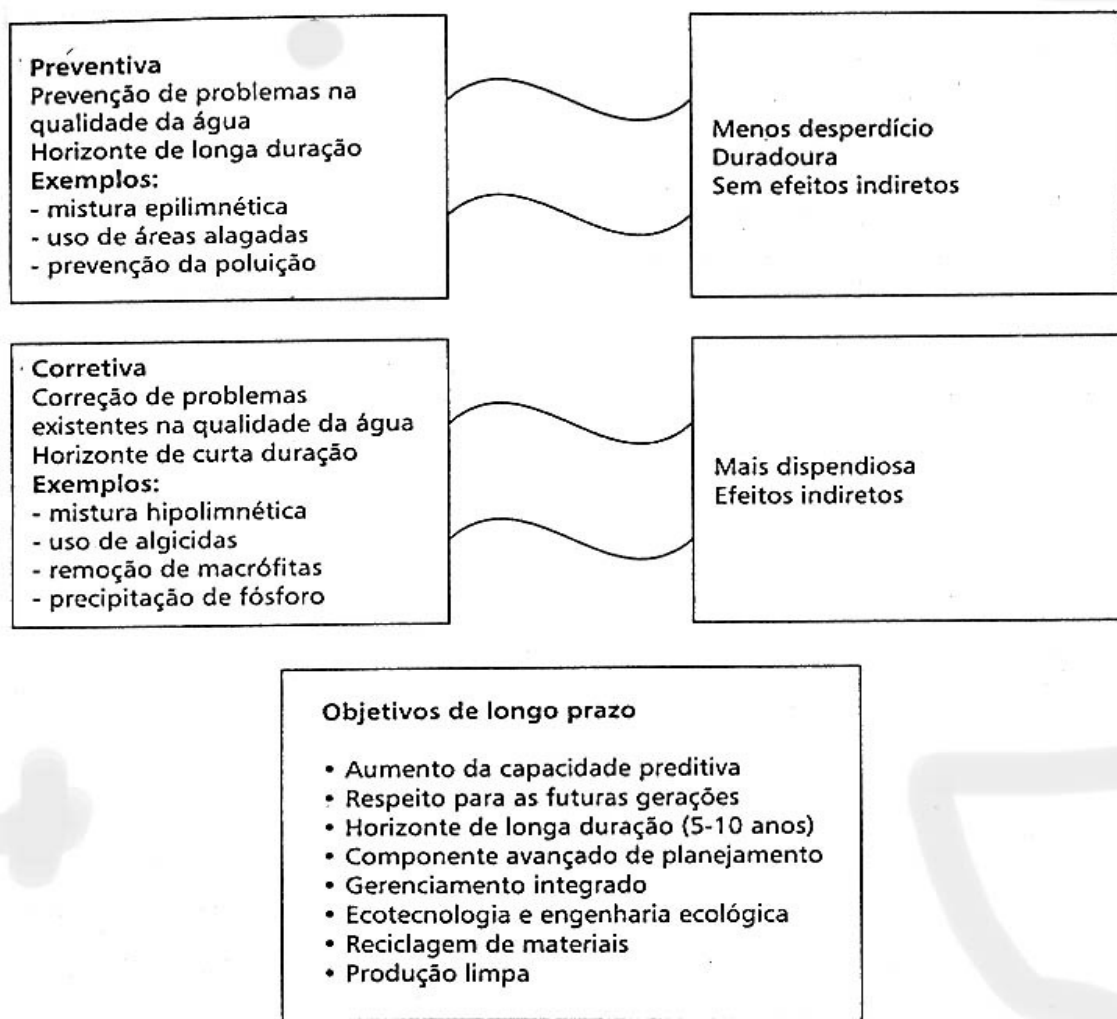 Preventiva
Prevenção de problemas na
qualidade da água
Horizonte de longa duração
Exemplos:
- mistura epilimnética
- uso de áreas alagadas
- prevenção da poluição
Menos desperdício
Duradoura
Sem efeitos indiretos
Corretiva
Correção de problemas
existentes na qualidade da água
Horizonte de curta duração
Exemplos:
- mistura hipolimnética
- uso de algicidas
- remoção de macrófitas
- precipitação de fósforo
Mais dispendiosa
Efeitos indiretos
Objetivos de longo prazo
• Aumento da capacidade preditiva
• Respeito para as futuras gerações
• Horizonte de longa duração (5-10 anos)
• Componente avançado de planejamento
• Gerenciamento integrado
• Ecotecnologia e engenharia ecológica
• Reciclagem de materiais
• Produção limpa